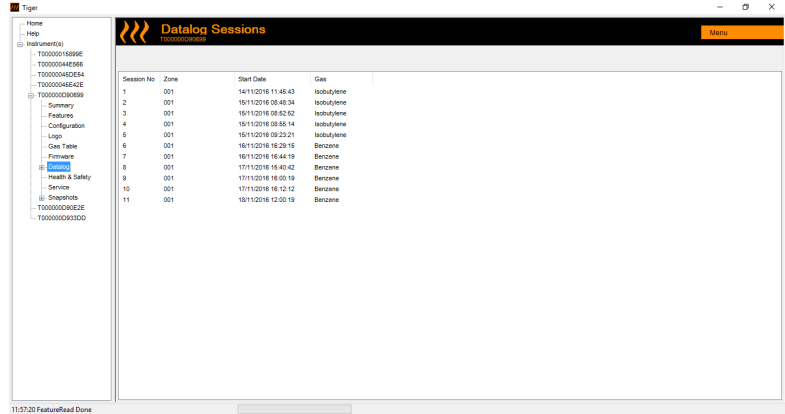 Tiger
Home
Help
Instrument(s)
T00000015899E
T00000044E566
T000000450E54
T00000045E42E
T000000D90699
Summary
Features
Configuration
Logo
Gas Table
Firmware
Datalog
Health & Safety
Service
Snapshots
T000000D90E2E
T000000D933DD
Datalog Sessions
T000000D90699
Menu
Session No Zone Start Date Gas
1 001 14/11/2016 11:45:43 Isobutylene
2 001 15/11/2016 08:48:34 Isobutylene
3 001 15/11/2016 08:52:52 Isobutylene
4 001 15/11/2016 08:55:14 Isobutylene
5 001 15/11/2016 09:23:21 Isobutylene
6 001 16/11/2016 16:29:15 Benzene
7 001 16/11/2016 16:44:19 Benzene
8 001 17/11/2016 15:40:42 Benzene
9 001 17/11/2016 16:00:19 Benzene
10 001 17/11/2016 16:12:12 Benzene
11 001 18/11/2016 12:00:19 Benzene
11:57:20 FeatureRead Done